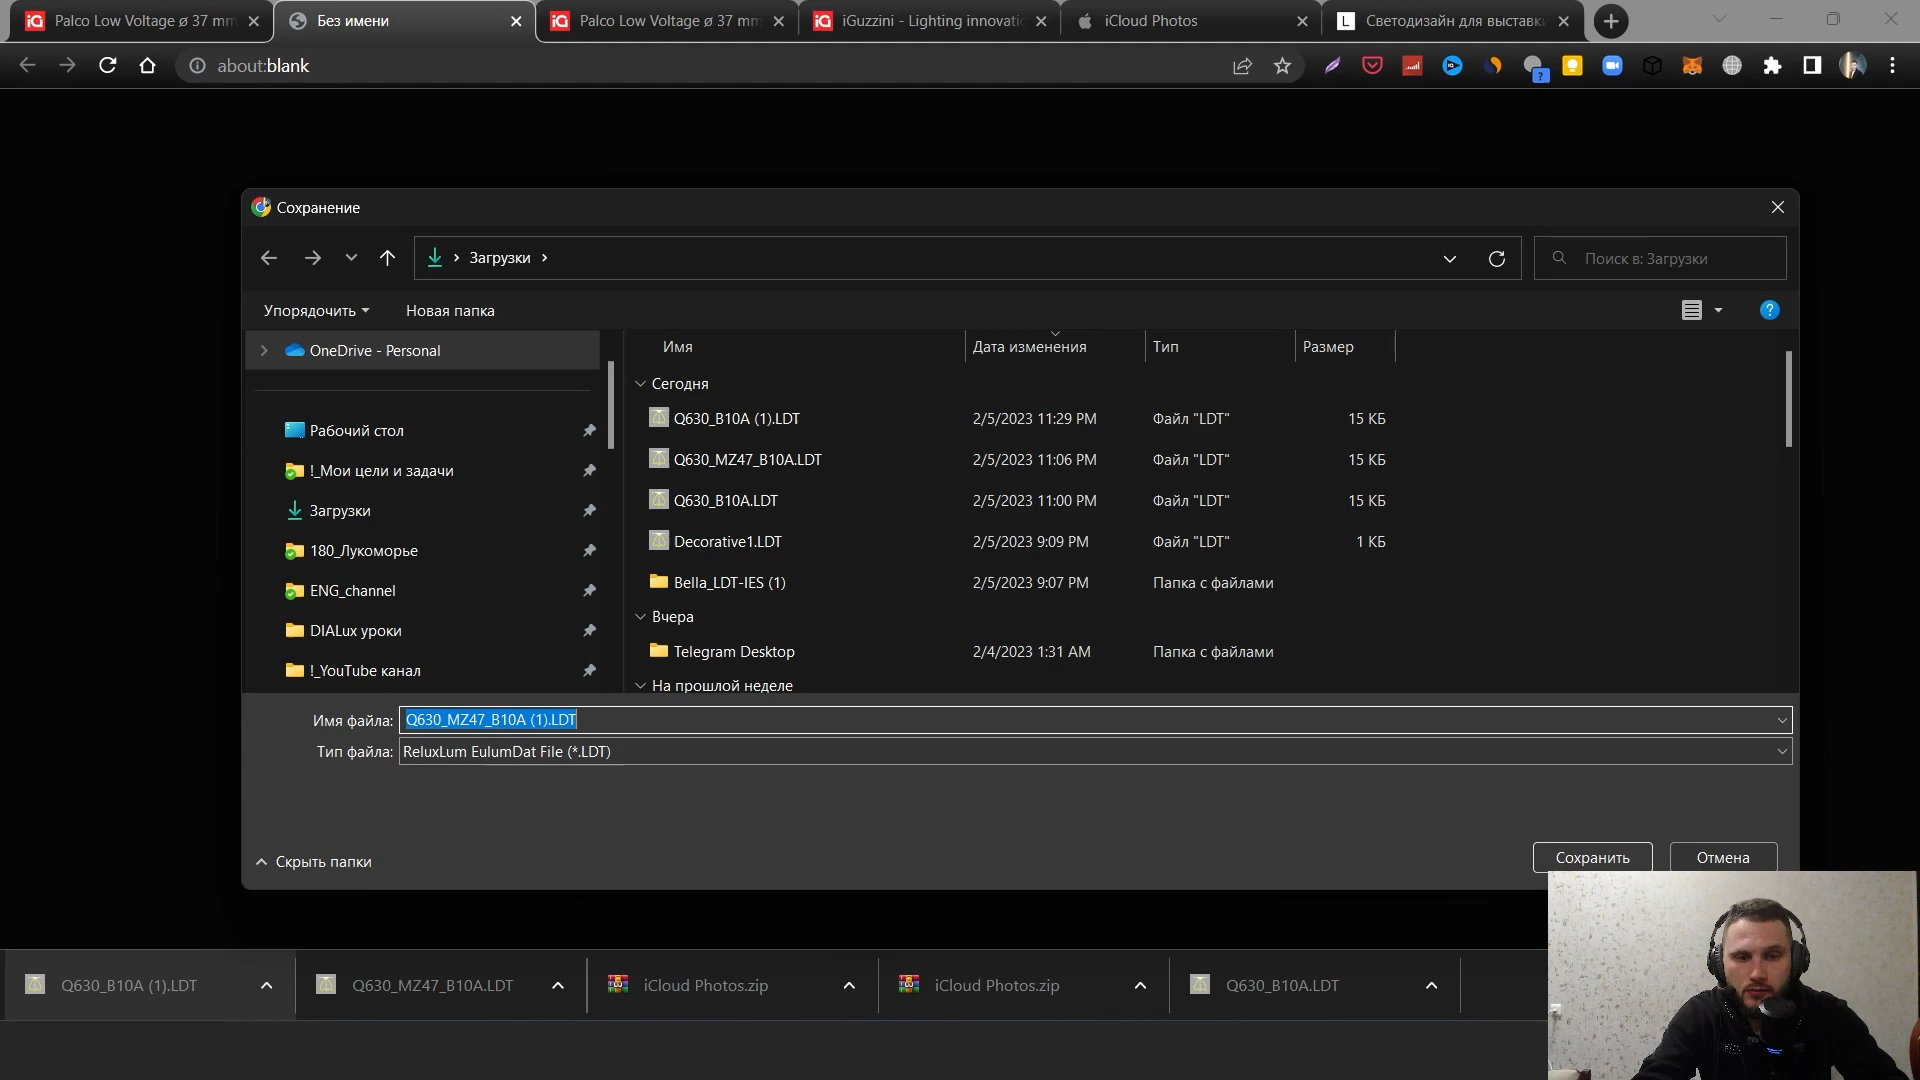 Palco Low Voltage ø 37 mm
Без имени
Palco Low Voltage ø 37 mm
iGuzzini - Lighting innovatio
iCloud Photos
Светодизайн для выставки
about:blank
Сохранение
Загрузки
Поиск в: Загрузки
Упорядочить
Новая папка
OneDrive - Personal
Рабочий стол
!_Мои цели и задачи
Загрузки
180_Лукоморье
ENG_channel
DIALux уроки
!_YouTube канал
Имя Дата изменения Тип Размер
Сегодня
Q630_B10A (1).LDT 2/5/2023 11:29 PM Файл "LDT" 15 КБ
Q630_MZ47_B10A.LDT 2/5/2023 11:06 PM Файл "LDT" 15 КБ
Q630_B10A.LDT 2/5/2023 11:00 PM Файл "LDT" 15 КБ
Decorative1.LDT 2/5/2023 9:09 PM Файл "LDT" 1 КБ
Bella_LDT-IES (1) 2/5/2023 9:07 PM Папка с файлами
Вчера
Telegram Desktop 2/4/2023 1:31 AM Папка с файлами
На прошлой неделе
Имя файла: Q630_MZ47_B10A (1).LDT
Тип файла: ReluxLum EulumDat File (*.LDT)
Скрыть папки
Сохранить
Отмена
Q630_B10A (1).LDT
Q630_MZ47_B10A.LDT
iCloud Photos.zip
iCloud Photos.zip
Q630_B10A.LDT